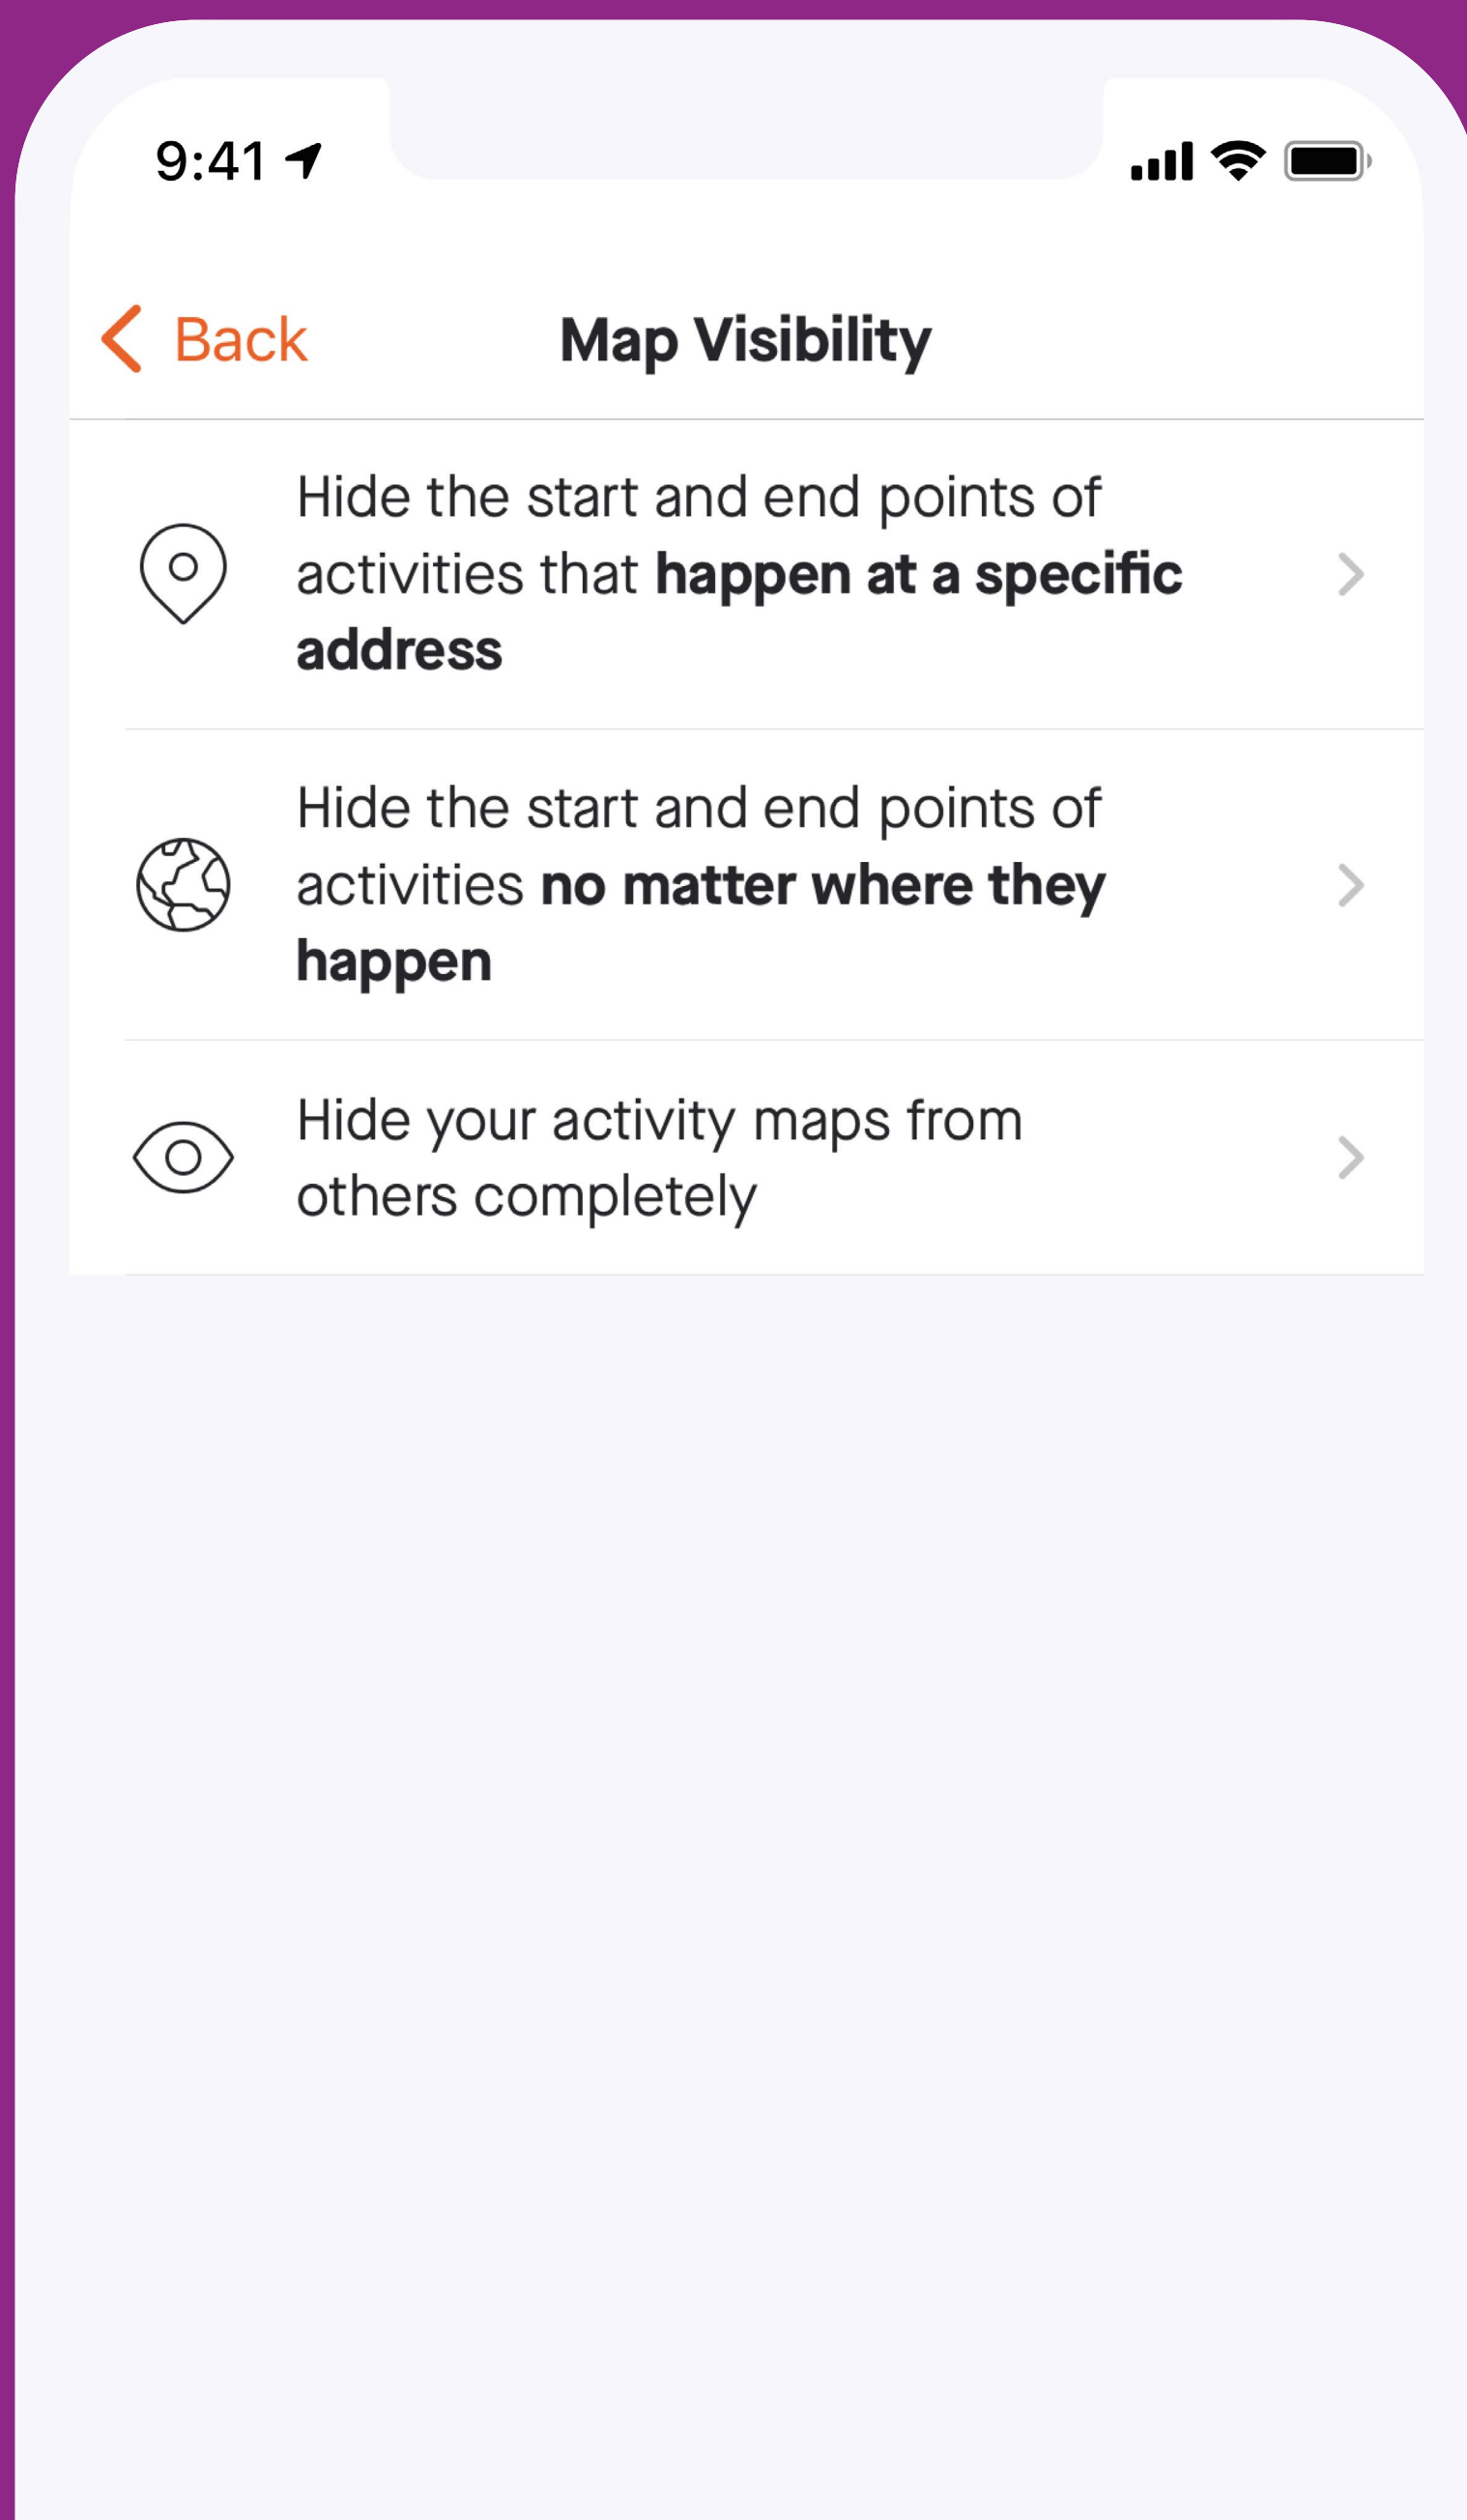 9:41
Back
Map Visibility
Hide the start and end points of
activities that happen at a specific
address
Hide the start and end points of
activities no matter where they
happen
Hide your activity maps from
others completely